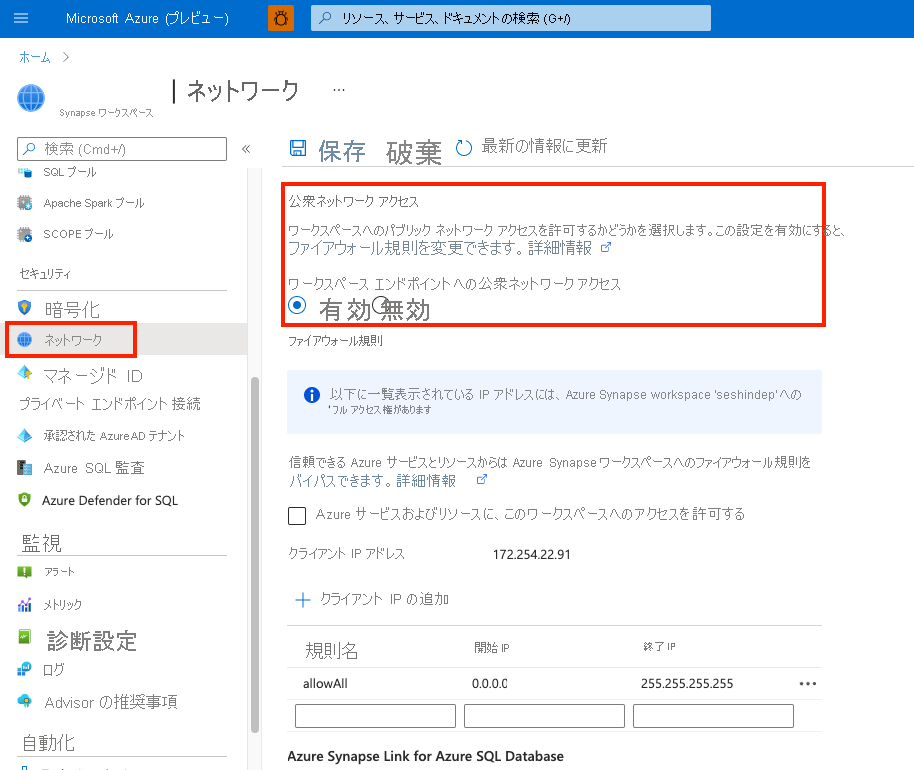 Microsoft Azure (プレビュー)
リソース、サービス、ドキュメントの検索 (G+/)
ホーム
ネットワーク
Synapse ワークスペース
検索 (Cmd+/)
保存 破棄 最新の情報に更新
SQL プール
Apache Spark プール
SCOPE プール
セキュリティ
暗号化
ネットワーク
マネージド ID
プライベート エンドポイント 接続
承認された Azure AD テナント
Azure SQL 監査
Azure Defender for SQL
監視
アラート
メトリック
診断設定
ログ
Advisor の推奨事項
自動化
公衆ネットワーク アクセス
ワークスペースへのパブリック ネットワーク アクセスを許可するかどうかを選択します。この設定を有効にすると、
ファイアウォール規則を変更できます。詳細情報
ワークスペース エンドポイントへの公衆ネットワーク アクセス
有効 無効
ファイアウォール規則
以下に一覧表示されている IP アドレスには、Azure Synapse workspace 'seshindep'への
'フル アクセス権があります
信頼できる Azure サービスとリソースからは Azure Synapse ワークスペースへのファイアウォール規則を
バイパスできます。詳細情報
Azure サービスおよびリソースに、このワークスペースへのアクセスを許可する
クライアント IP アドレス 172.254.22.91
クライアント IP の追加
規則名 開始 IP 終了 IP
allowAll 0.0.0.0 255.255.255.255
Azure Synapse Link for Azure SQL Database